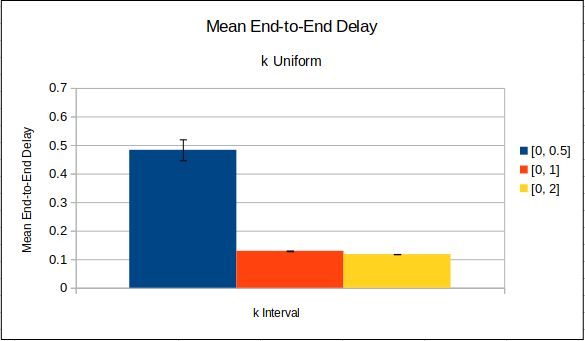 Mean End-to-End Delay
k Uniform
Mean End-to-End Delay
0.7
0.6
0.5
0.4
0.3
0.2
0.1
0
k Interval
[0, 0.5]
[0, 1]
[0, 2]